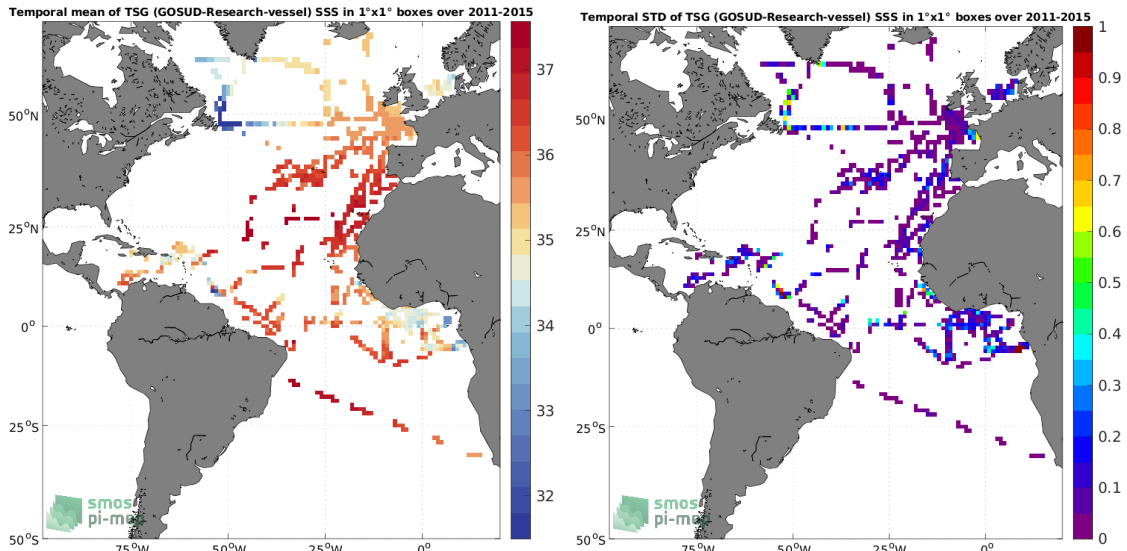 Temporal mean of TSG (GOSUD-Research-vessel) SSS in 1°x1° boxes over 2011-2015
37
36
35
34
33
32
50°N
25°N
0°
25°S
50°S
75°W
50°W
25°W
0°
smos
pi-mep
Temporal STD of TSG (GOSUD-Research-vessel) SSS in 1°x1° boxes over 2011-2015
1
0.9
0.8
0.7
0.6
0.5
0.4
0.3
0.2
0.1
0
50°N
25°N
0°
25°S
50°S
75°W
50°W
25°W
0°
smos
pi-mep